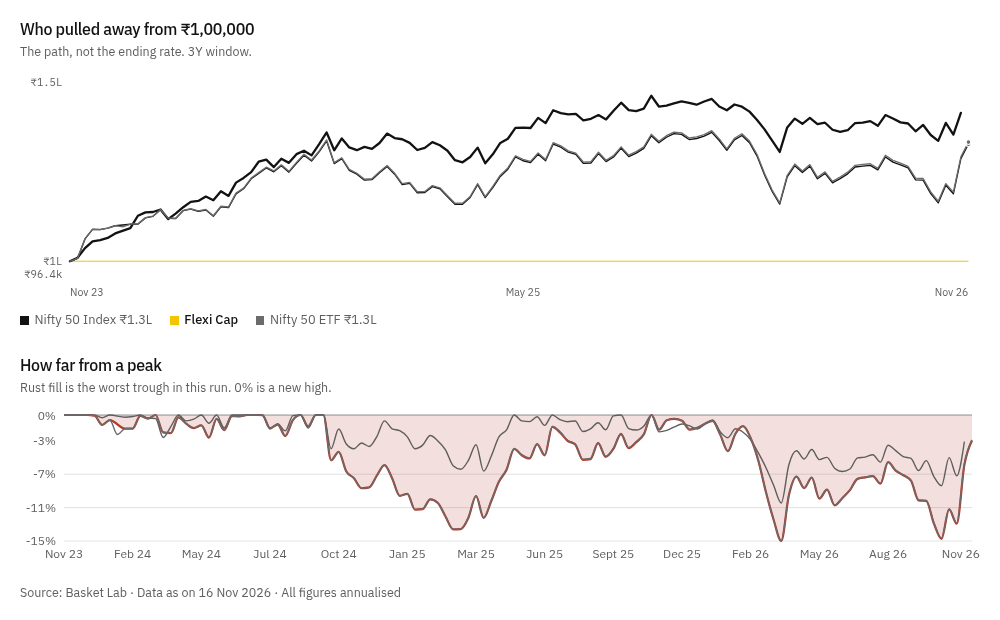 Who pulled away from ₹1,00,000
The path, not the ending rate. 3Y window.
₹1.5L
₹1L
₹96.4k
Nov 23 May 25 Nov 26
Nifty 50 Index ₹1.3L Flexi Cap Nifty 50 ETF ₹1.3L
How far from a peak
Rust fill is the worst trough in this run. 0% is a new high.
0%
-3%
-7%
-11%
-15%
Nov 23 Feb 24 May 24 Jul 24 Oct 24 Jan 25 Mar 25 Jun 25 Sept 25 Dec 25 Feb 26 May 26 Aug 26 Nov 26
Source: Basket Lab · Data as on 16 Nov 2026 · All figures annualised